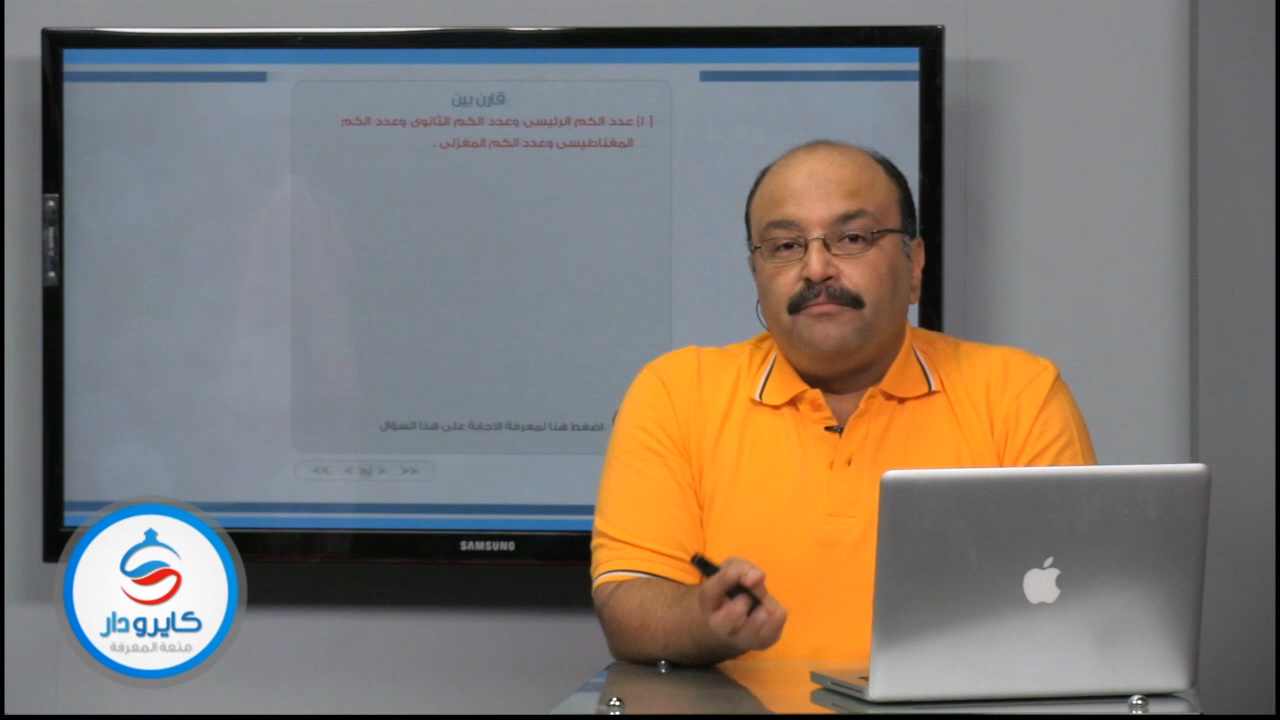 قارن بين
[ ١] عدد الكم الرئيسى وعدد الكم الثانوى وعدد الكم
المغناطيسى وعدد الكم المغزلى .
اضغط هنا لمعرفة الاجابة على هذا السؤال
<< < > >>
SAMSUNG
كايرو دار
متعة المعرفة